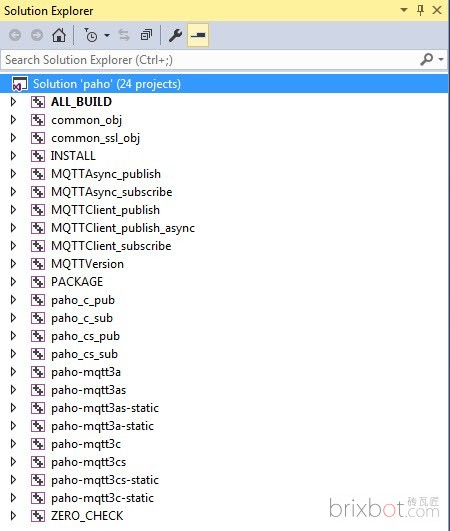 Solution Explorer
Search Solution Explorer (Ctrl+;)
Solution 'paho' (24 projects)
ALL_BUILD
common_obj
common_ssl_obj
INSTALL
MQTTAsync_publish
MQTTAsync_subscribe
MQTTClient_publish
MQTTClient_publish_async
MQTTClient_subscribe
MQTTVersion
PACKAGE
paho_c_pub
paho_c_sub
paho_cs_pub
paho_cs_sub
paho-mqtt3a
paho-mqtt3as
paho-mqtt3as-static
paho-mqtt3a-static
paho-mqtt3c
paho-mqtt3cs
paho-mqtt3cs-static
paho-mqtt3c-static
ZERO_CHECK
brixbot.com
砖瓦匠